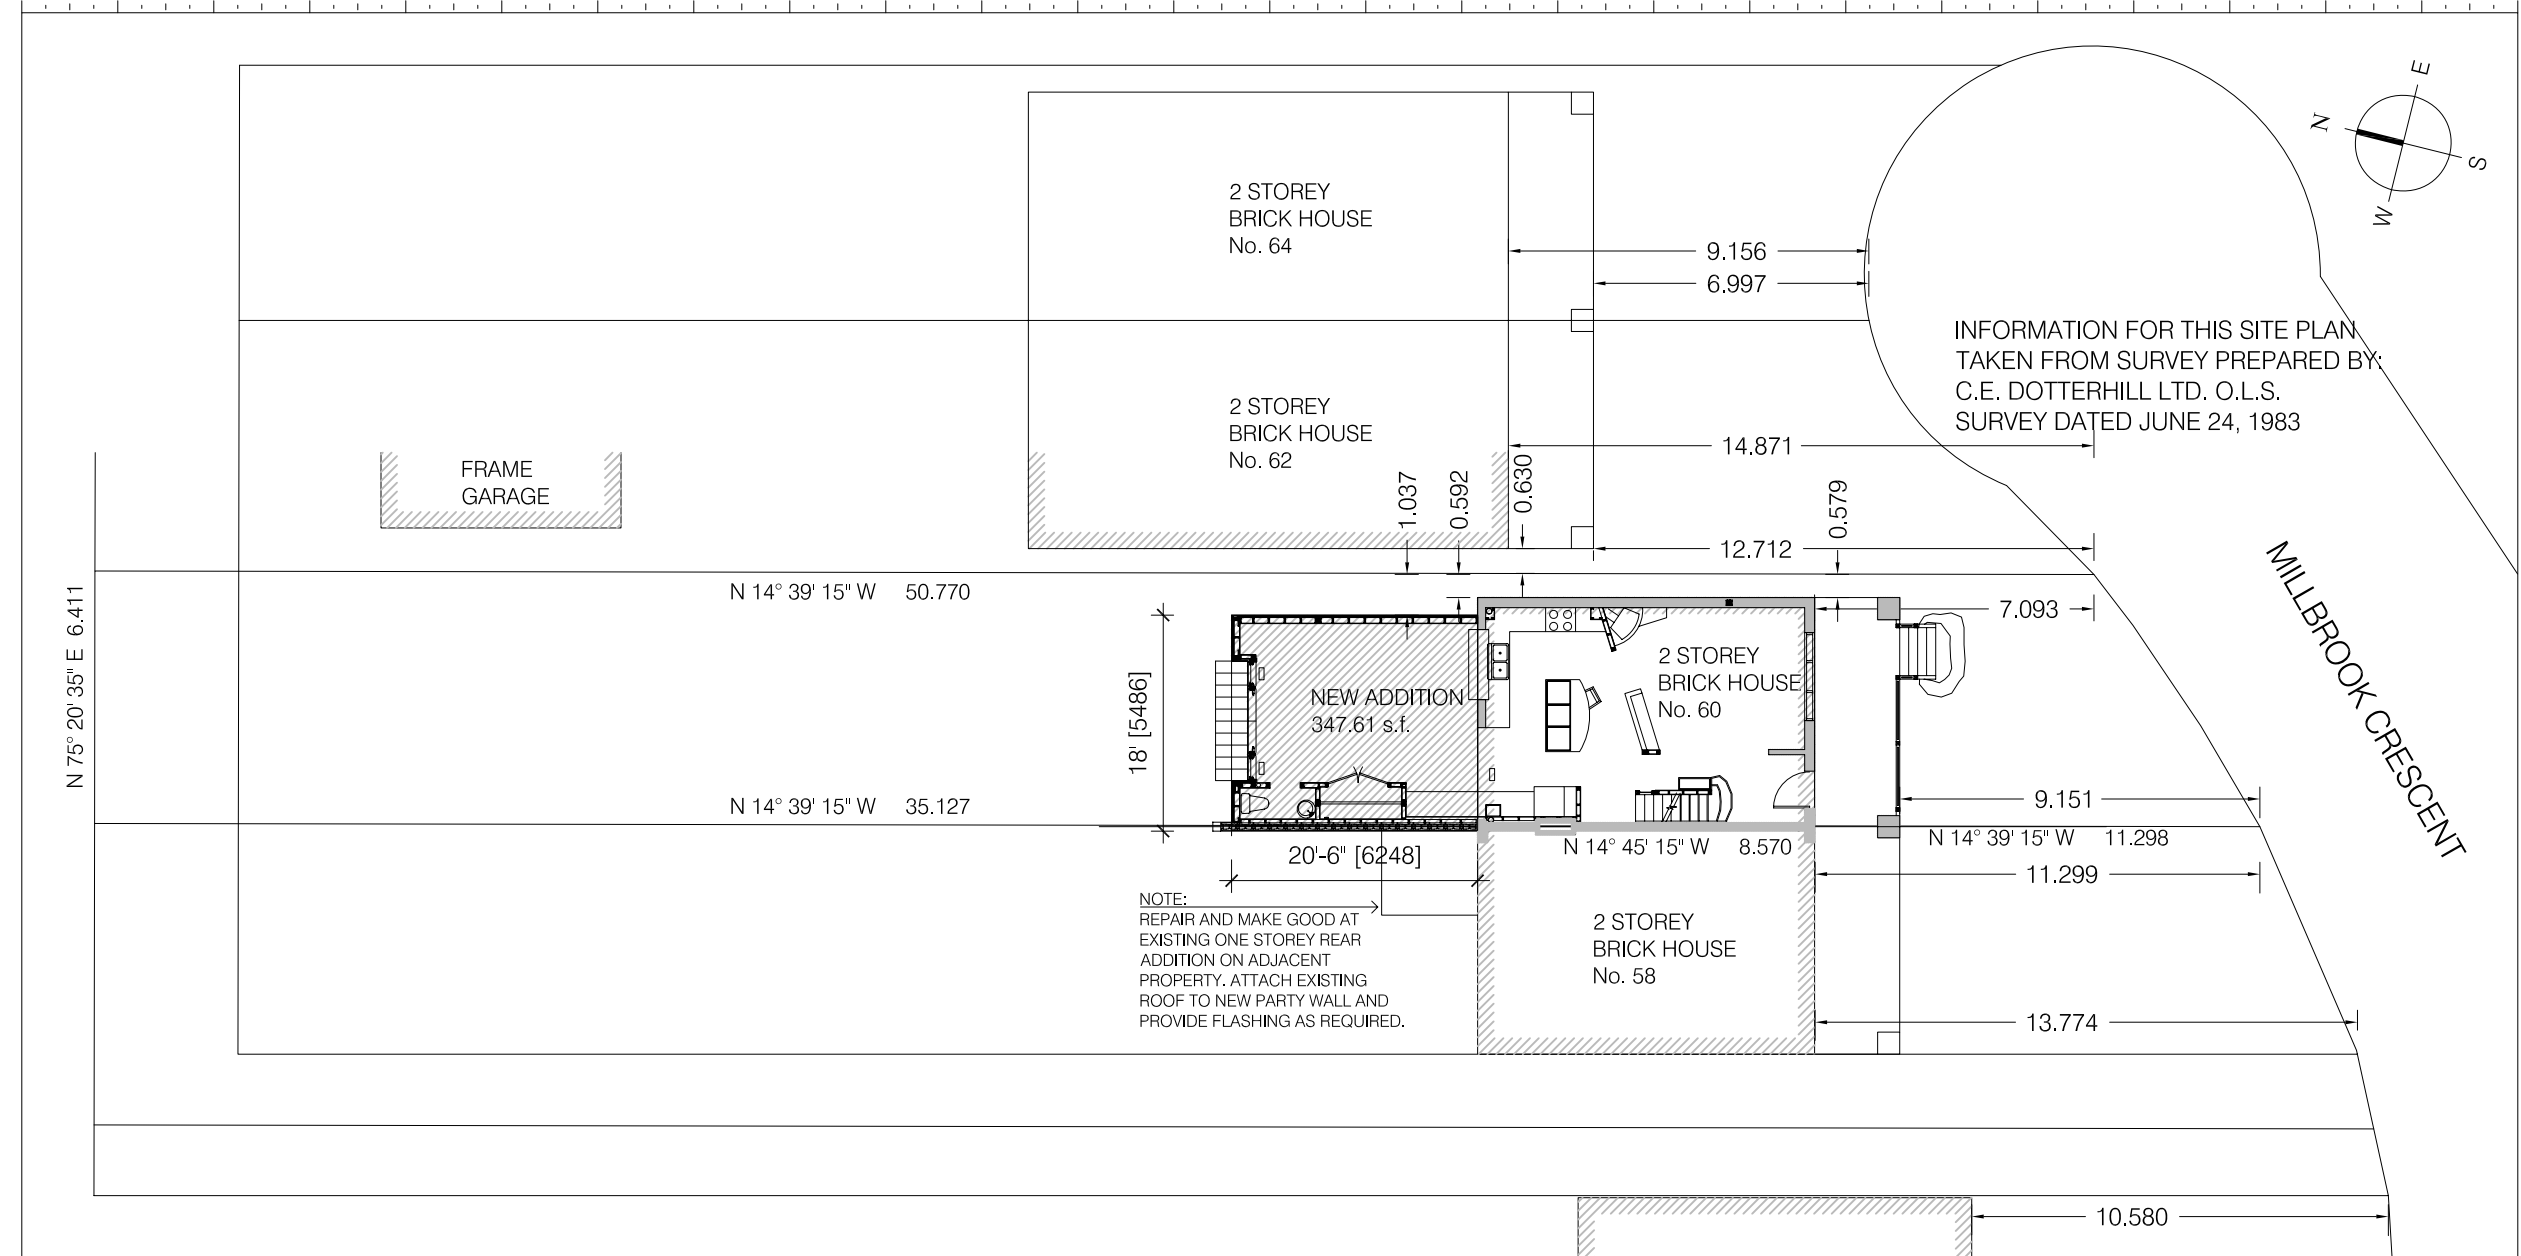 E
N
S
W
2 STOREY
BRICK HOUSE
No. 64
9.156
6.997
INFORMATION FOR THIS SITE PLAN
TAKEN FROM SURVEY PREPARED BY:
C.E. DOTTERHILL LTD. O.L.S.
SURVEY DATED JUNE 24, 1983
2 STOREY
BRICK HOUSE
No. 62
14.871
FRAME
GARAGE
1.037
0.592
0.630
0.579
12.712
N 14° 39' 15" W 50.770
7.093
N 75° 20' 35" E 6.411
MILLBROOK CRESCENT
18' [5486]
NEW ADDITION
347.61 s.f.
2 STOREY
BRICK HOUSE
No. 60
N 14° 39' 15" W 35.127
9.151
N 14° 39' 15" W 11.298
20'-6" [6248]
N 14° 45' 15" W 8.570
11.299
NOTE:
REPAIR AND MAKE GOOD AT
EXISTING ONE STOREY REAR
ADDITION ON ADJACENT
PROPERTY. ATTACH EXISTING
ROOF TO NEW PARTY WALL AND
PROVIDE FLASHING AS REQUIRED.
2 STOREY
BRICK HOUSE
No. 58
13.774
10.580